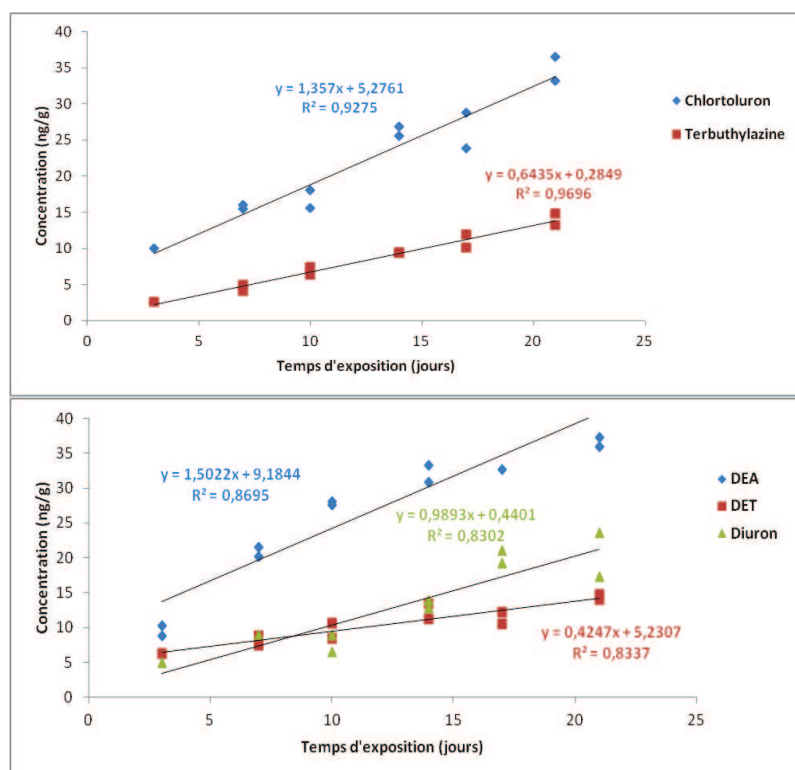 40
35
30
25
20
15
10
5
0
Concentration (ng/g)
y = 1,357x + 5,2761
R² = 0,9275
y = 0,6435x + 0,2849
R² = 0,9696
Chlortoluron
Terbuthylazine
0 5 10 15 20 25
Temps d'exposition (jours)
40
35
30
25
20
15
10
5
0
Concentration (ng/g)
y = 1,5022x + 9,1844
R² = 0,8695
y = 0,9893x + 0,4401
R² = 0,8302
y = 0,4247x + 5,2307
R² = 0,8337
DEA
DET
Diuron
0 5 10 15 20 25
Temps d'exposition (jours)